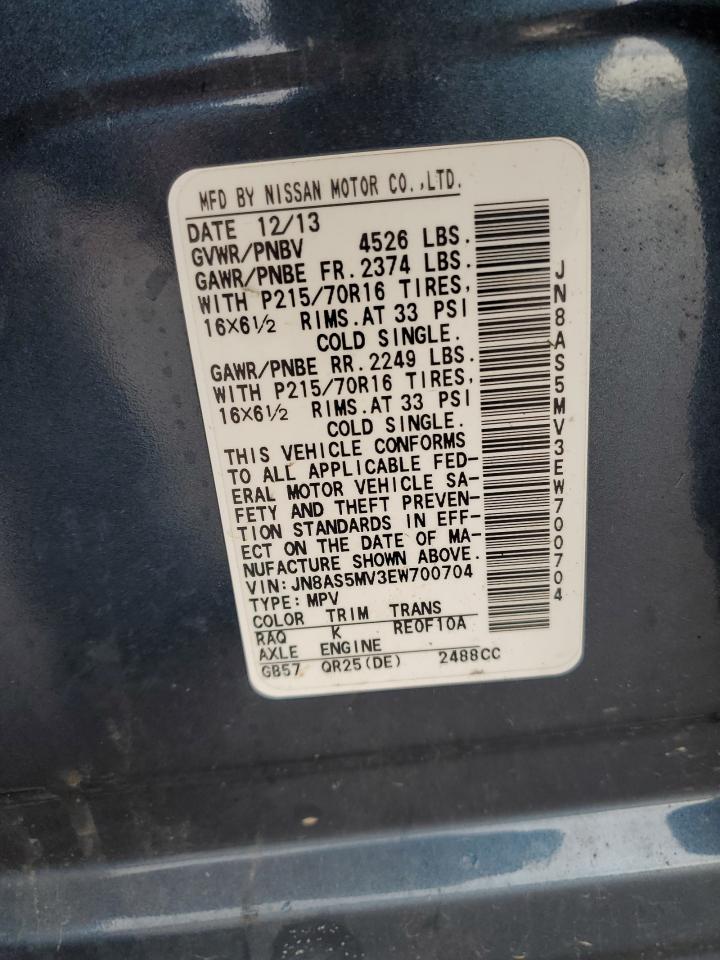 MFD BY NISSAN MOTOR CO.,LTD.
DATE 12/13
GVWR/PNBV 4526 LBS.
GAWR/PNBE FR.2374 LBS.
WITH P215/70R16 TIRES,
16X6½ RIMS.AT 33 PSI
COLD SINGLE.
GAWR/PNBE RR.2249 LBS.
WITH P215/70R16 TIRES,
16X6½ RIMS.AT 33 PSI
COLD SINGLE.
THIS VEHICLE CONFORMS
TO ALL APPLICABLE FED-
ERAL MOTOR VEHICLE SA-
FETY AND THEFT PREVEN-
TION STANDARDS IN EFF-
ECT ON THE DATE OF MA-
NUFACTURE SHOWN ABOVE.
VIN:JN8AS5MV3EW700704
TYPE:MPV
COLOR TRIM TRANS
RAQ K RE0F10A
AXLE ENGINE
GB57 QR25(DE) 2488CC
JN8AS5MV3EW700704